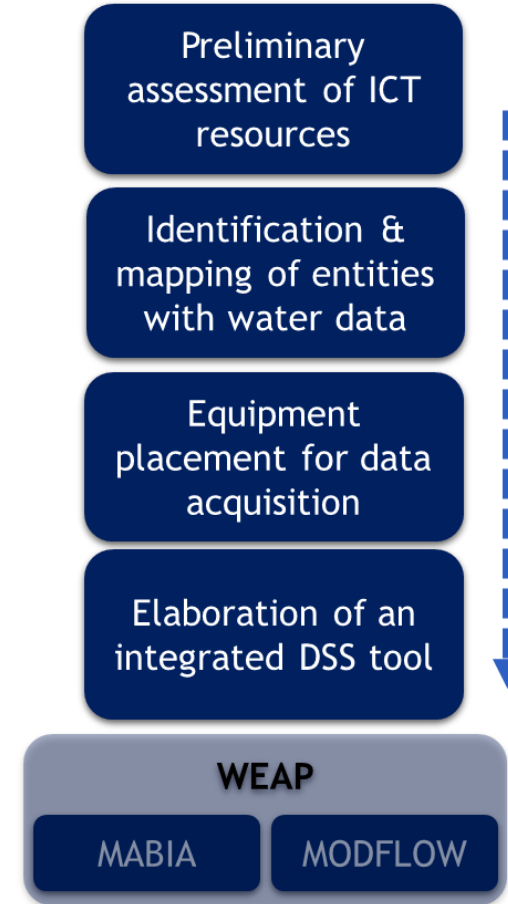 Preliminary
assessment of ICT
resources
Identification &
mapping of entities
with water data
Equipment
placement for data
acquisition
Elaboration of an
integrated DSS tool
WEAP
MABIA
MODFLOW